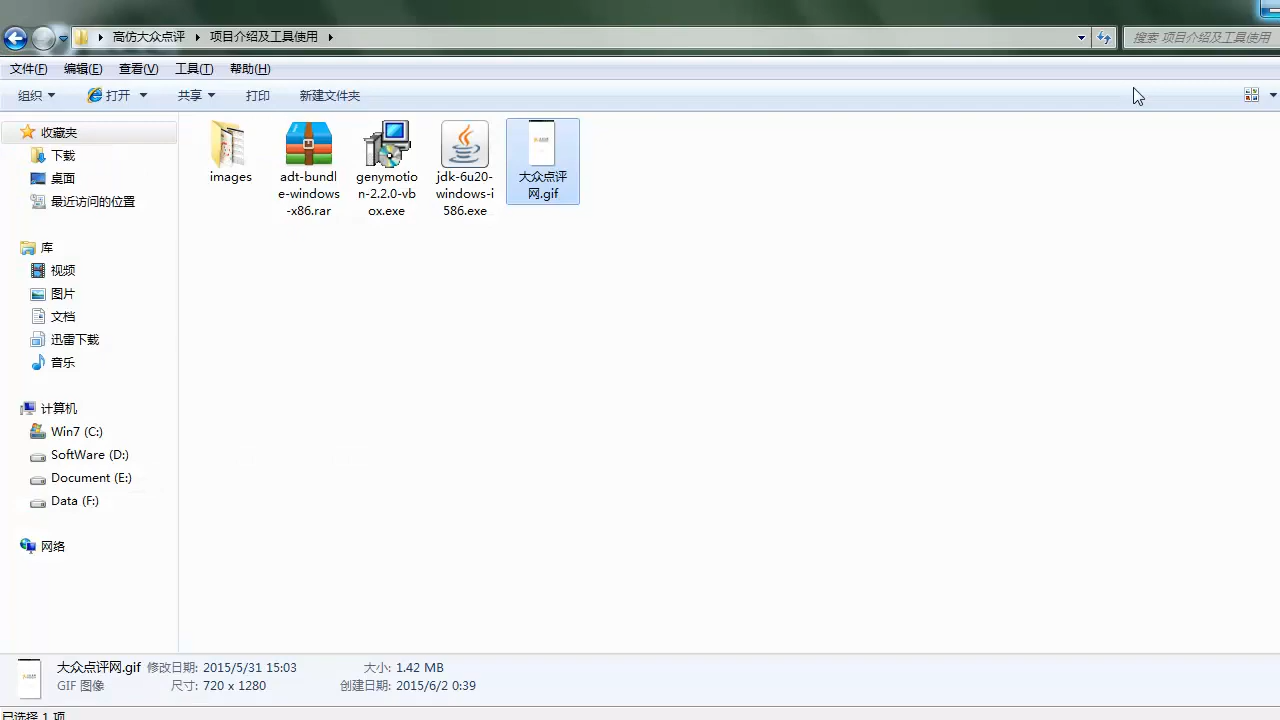 高仿大众点评 项目介绍及工具使用
搜索 项目介绍及工具使用
文件(F) 编辑(E) 查看(V) 工具(T) 帮助(H)
组织 打开 共享 打印 新建文件夹
收藏夹
下载
桌面
最近访问的位置
库
视频
图片
文档
迅雷下载
音乐
计算机
Win7 (C:)
SoftWare (D:)
Document (E:)
Data (F:)
网络
images
adt-bundl
e-windows
-x86.rar
genymotio
n-2.2.0-vb
ox.exe
jdk-6u20-
windows-i
586.exe
大众点评
网.gif
大众点评网.gif 修改日期: 2015/5/31 15:03 大小: 1.42 MB
GIF 图像 尺寸: 720 x 1280 创建日期: 2015/6/2 0:39
已选择 1 项